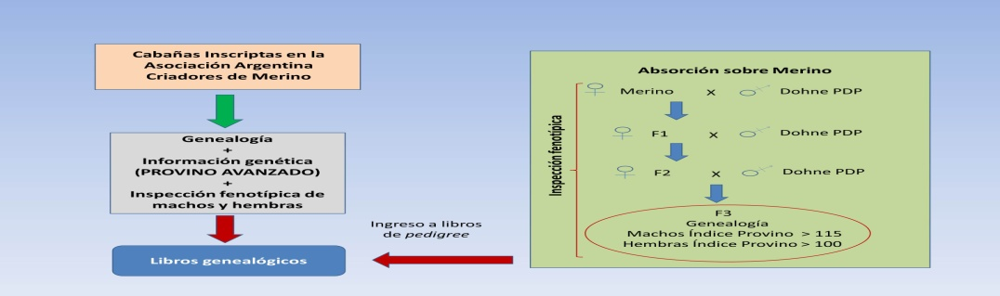 Cabañas Inscriptas en la
Asociación Argentina
Criadores de Merino
Genealogía
+
Información genética
(PROVINO AVANZADO)
+
Inspección fenotípica de
machos y hembras
Libros genealógicos
Ingreso a libros
de pedigree
Absorción sobre Merino
Inspección fenotípica
♀ Merino x ♂ Dohne PDP
♀ F1 x ♂ Dohne PDP
♀ F2 x ♂ Dohne PDP
F3
Genealogía
Machos Índice Provino > 115
Hembras Índice Provino > 100